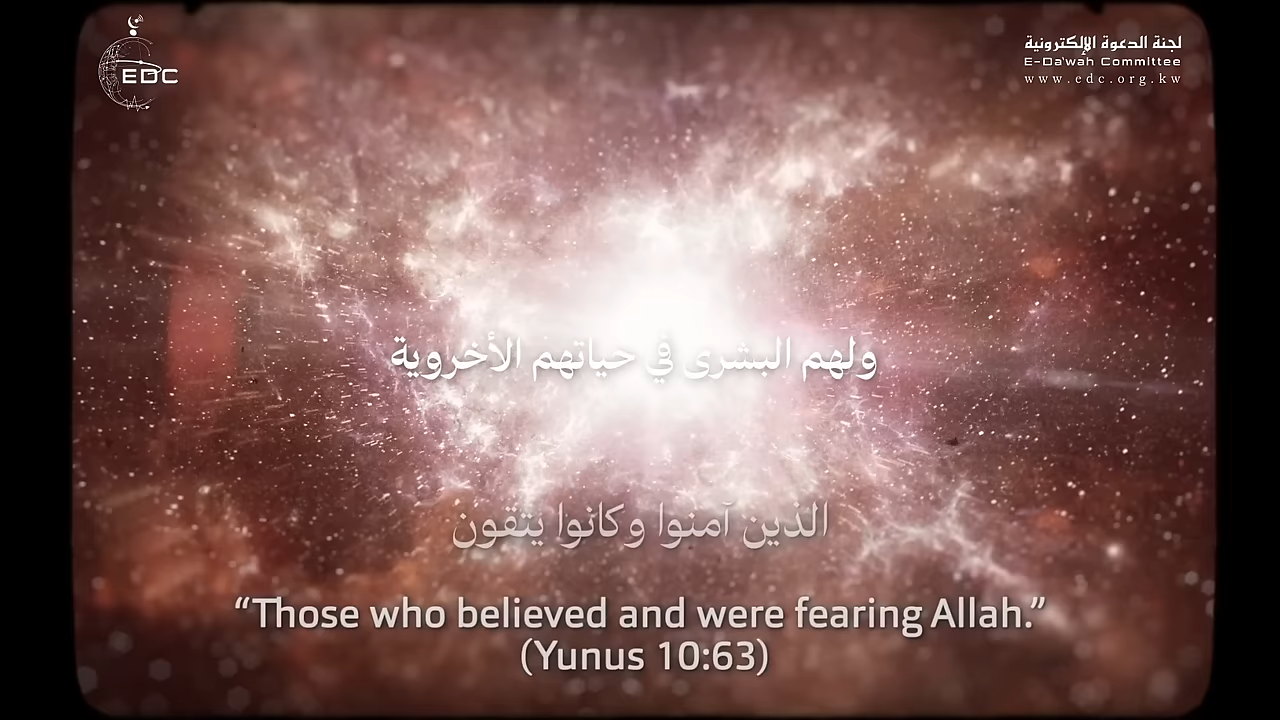 EDC
لجنة الدعوة الإلكترونية
E-Da'wah Committee
www.edc.org.kw
ولهم البشرى في حياتهم الأخروية
الذين آمنوا وكانوا يتقون
“Those who believed and were fearing Allah.”
(Yunus 10:63)